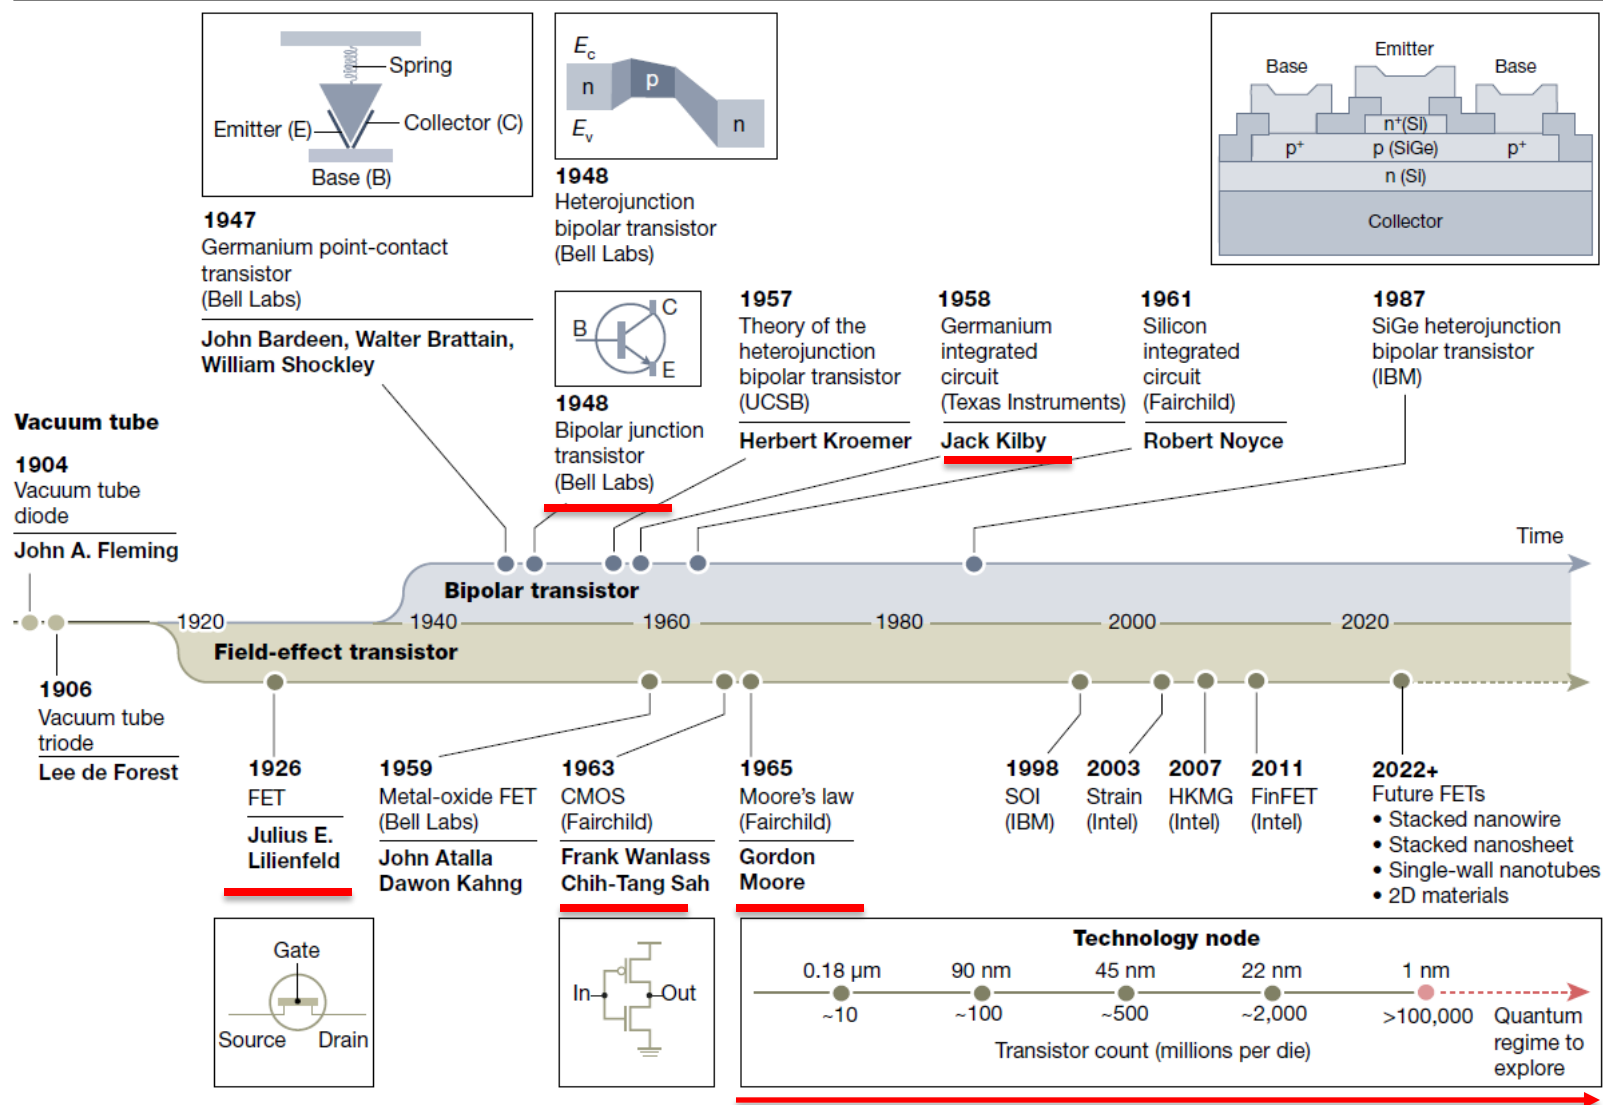 Spring
Emitter (E)
Collector (C)
Base (B)
1947
Germanium point-contact
transistor
(Bell Labs)
John Bardeen, Walter Brattain,
William Shockley
Ec
n
p
Ev
n
1948
Heterojunction
bipolar transistor
(Bell Labs)
B
C
E
1948
Bipolar junction
transistor
(Bell Labs)
1957
Theory of the
heterojunction
bipolar transistor
(UCSB)
Herbert Kroemer
1958
Germanium
integrated
circuit
(Texas Instruments)
Jack Kilby
1961
Silicon
integrated
circuit
(Fairchild)
Robert Noyce
Emitter
Base
Base
n+(Si)
p+
p (SiGe)
p+
n (Si)
Collector
1987
SiGe heterojunction
bipolar transistor
(IBM)
Vacuum tube
1904
Vacuum tube
diode
John A. Fleming
Time
Bipolar transistor
1920
1940
1960
1980
2000
2020
Field-effect transistor
1906
Vacuum tube
triode
Lee de Forest
1926
FET
Julius E.
Lilienfeld
1959
Metal-oxide FET
(Bell Labs)
John Atalla
Dawon Kahng
1963
CMOS
(Fairchild)
Frank Wanlass
Chih-Tang Sah
1965
Moore's law
(Fairchild)
Gordon
Moore
1998
SOI
(IBM)
2003
Strain
(Intel)
2007
HKMG
(Intel)
2011
FinFET
(Intel)
2022+
Future FETs
• Stacked nanowire
• Stacked nanosheet
• Single-wall nanotubes
• 2D materials
Gate
Source
Drain
In
Out
Technology node
0.18 µm
90 nm
45 nm
22 nm
1 nm
~10
~100
~500
~2,000
>100,000
Quantum
regime to
explore
Transistor count (millions per die)